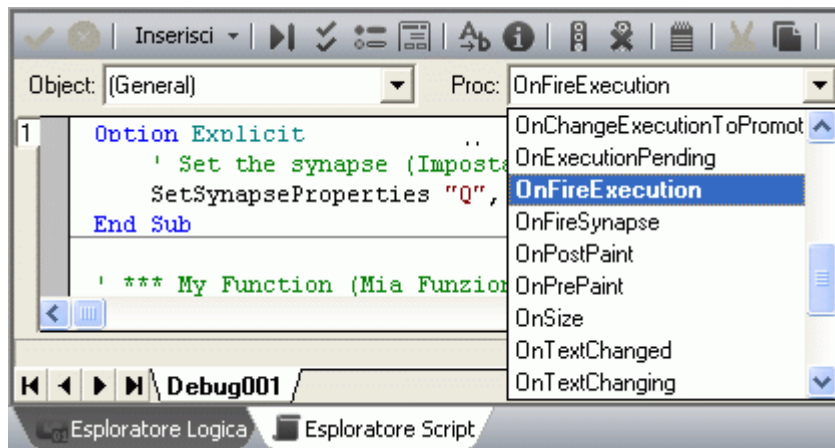 Inserisci
Object: (General) Proc: OnFireExecution
1
Option Explicit
' Set the synapse (Imposta
SetSynapseProperties "Q",
End Sub
' *** My Function (Mia Funzion
OnChangeExecutionToPromot
OnExecutionPending
OnFireExecution
OnFireSynapse
OnPostPaint
OnPrePaint
OnSize
OnTextChanged
OnTextChanging
Debug001
Esploratore Logica Esploratore Script